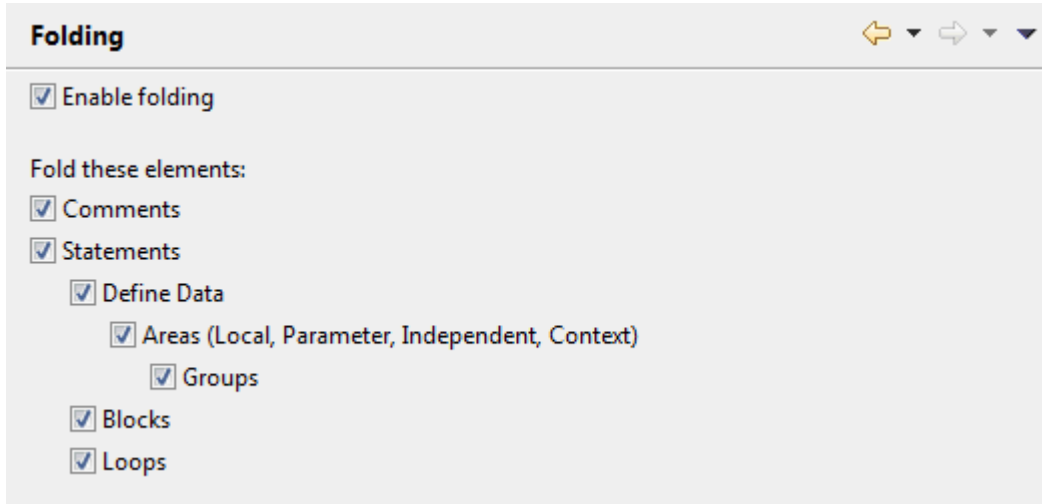 Folding
Enable folding
Fold these elements:
Comments
Statements
Define Data
Areas (Local, Parameter, Independent, Context)
Groups
Blocks
Loops